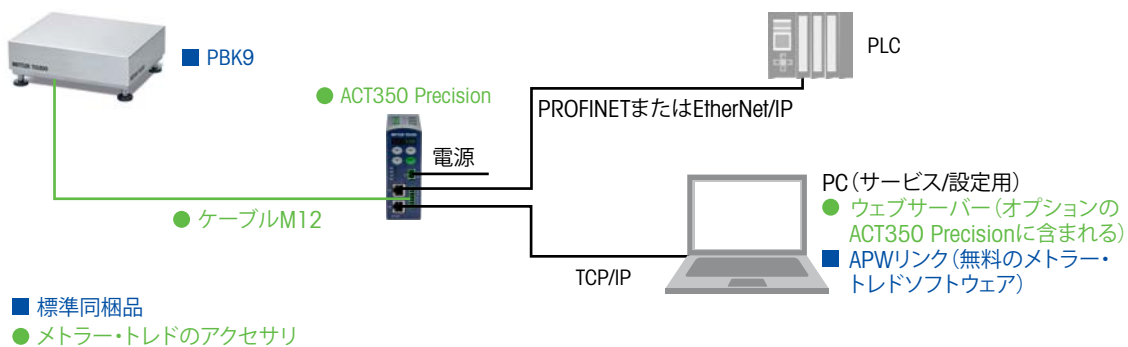 METTLER TOLEDO
■ PBK9
● ACT350 Precision
電源
● ケーブルM12
PROFINETまたはEtherNet/IP
PLC
TCP/IP
PC(サービス/設定用)
● ウェブサーバー(オプションの
ACT350 Precisionに含まれる)
■ APWリンク(無料のメトラー・
トレドソフトウェア)
■ 標準同梱品
● メトラー・トレドのアクセサリ